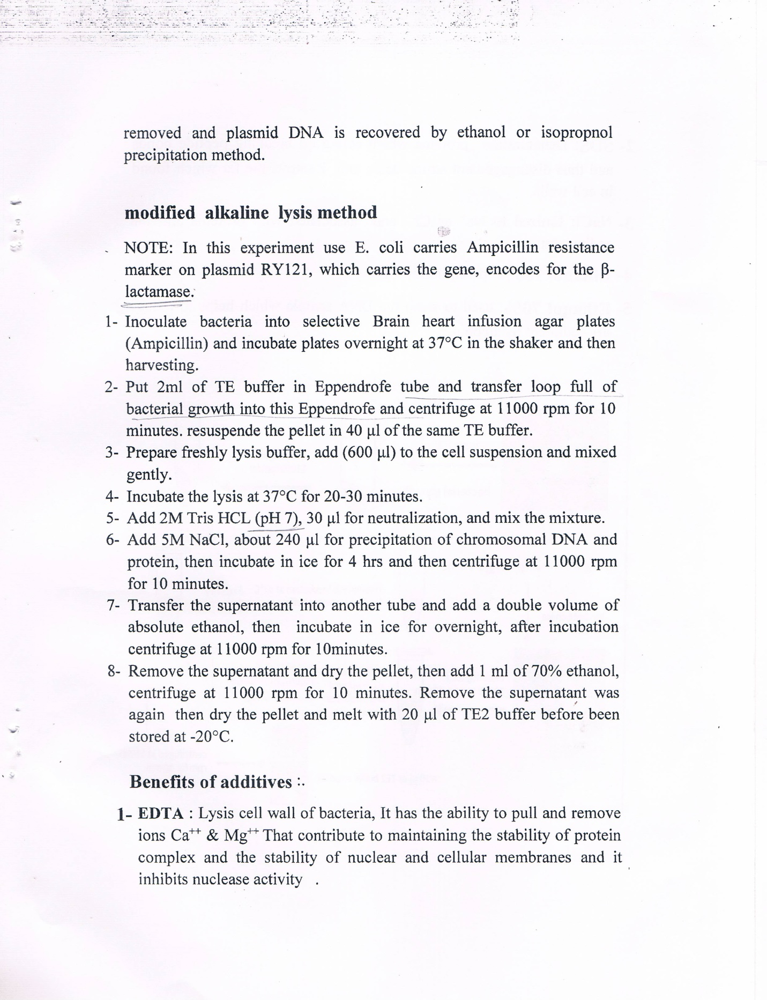 removed and plasmid DNA is recovered by ethanol or isopropnol
precipitation method.
modified alkaline lysis method
NOTE: In this experiment use E. coli carries Ampicillin resistance
marker on plasmid RY121, which carries the gene, encodes for the β-
lactamase.
1- Inoculate bacteria into selective Brain heart infusion agar plates
(Ampicillin) and incubate plates overnight at 37°C in the shaker and then
harvesting.
2- Put 2ml of TE buffer in Eppendrofe tube and transfer loop full of
bacterial growth into this Eppendrofe and centrifuge at 11000 rpm for 10
minutes. resuspende the pellet in 40 µl of the same TE buffer.
3- Prepare freshly lysis buffer, add (600 µl) to the cell suspension and mixed
gently.
4- Incubate the lysis at 37°C for 20-30 minutes.
5- Add 2M Tris HCL (pH 7), 30 µl for neutralization, and mix the mixture.
6- Add 5M NaCl, about 240 µl for precipitation of chromosomal DNA and
protein, then incubate in ice for 4 hrs and then centrifuge at 11000 rpm
for 10 minutes.
7- Transfer the supernatant into another tube and add a double volume of
absolute ethanol, then incubate in ice for overnight, after incubation
centrifuge at 11000 rpm for 10minutes.
8- Remove the supernatant and dry the pellet, then add 1 ml of 70% ethanol,
centrifuge at 11000 rpm for 10 minutes. Remove the supernatant was
again then dry the pellet and melt with 20 µl of TE2 buffer before been
stored at -20°C.
Benefits of additives :.
1- EDTA : Lysis cell wall of bacteria, It has the ability to pull and remove
ions Ca⁺⁺ & Mg⁺⁺ That contribute to maintaining the stability of protein
complex and the stability of nuclear and cellular membranes and it
inhibits nuclease activity .